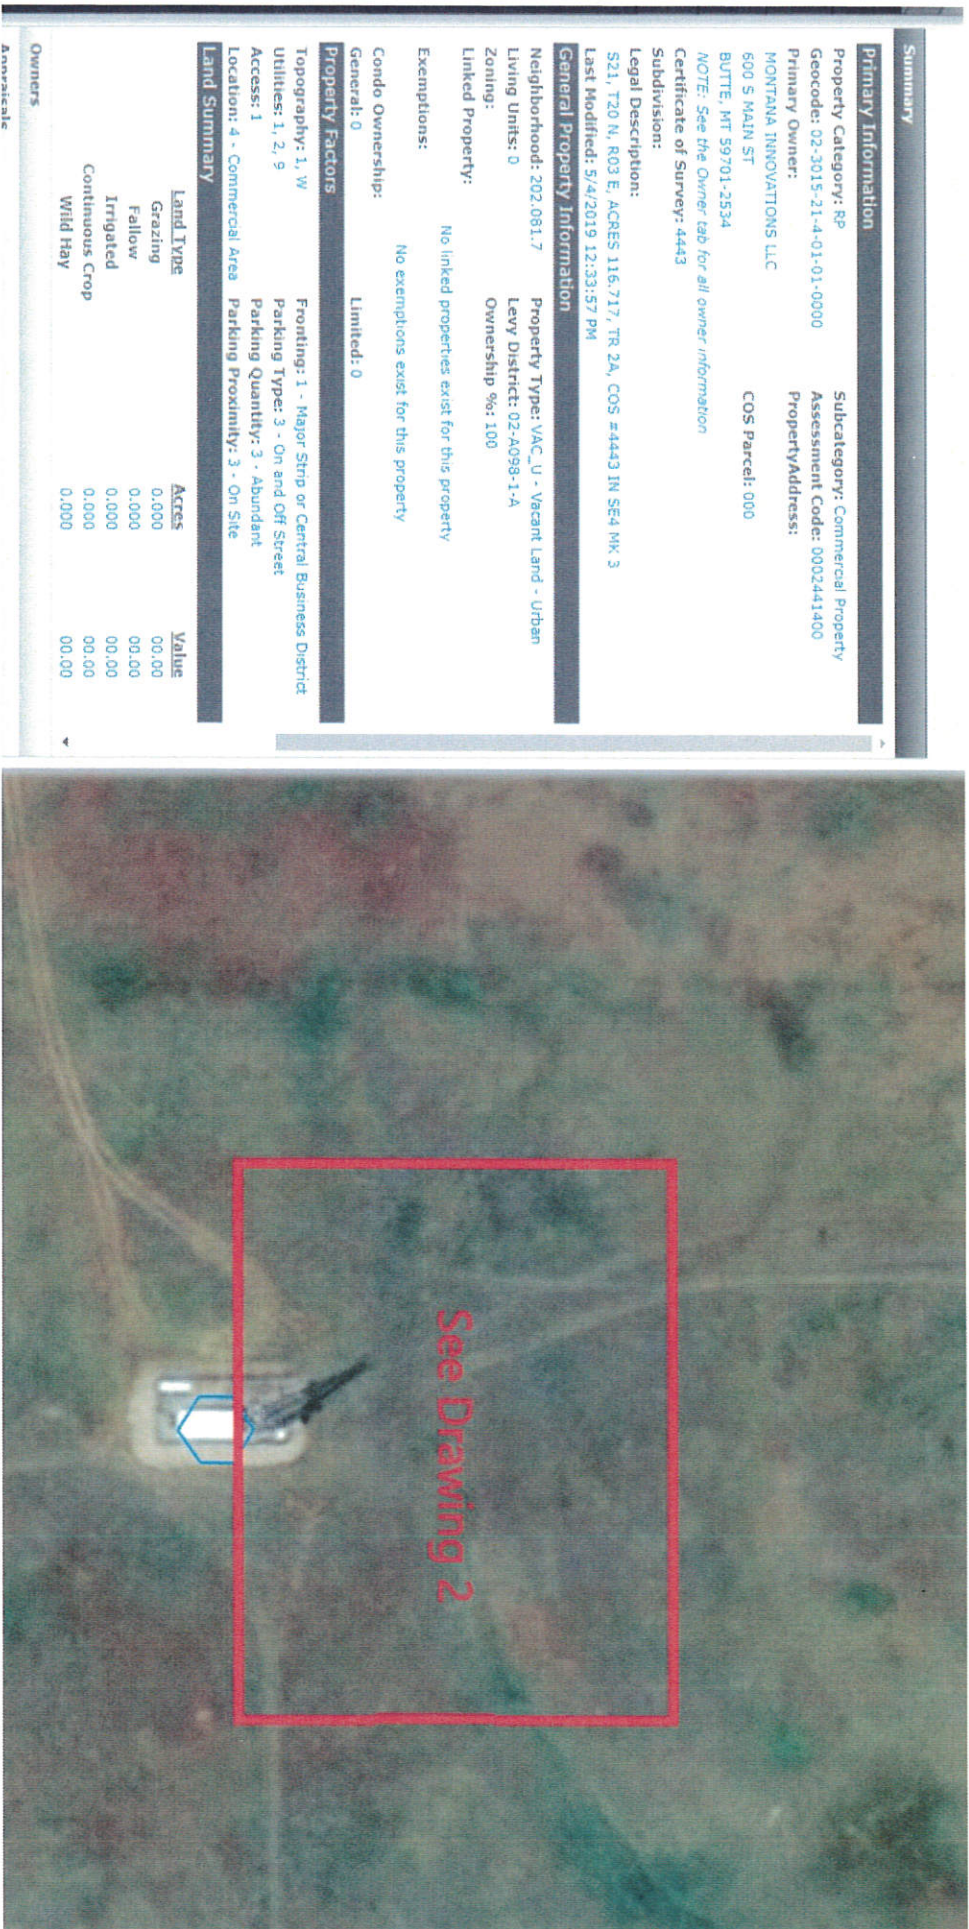 Summary
Primary Information
Property Category: RP Subcategory: Commercial Property
Geocode: 02-3015-21-4-01-01-0000 Assessment Code: 0002441400
Primary Owner: PropertyAddress:
MONTANA INNOVATIONS LLC
600 S MAIN ST COS Parcel: 000
BUTTE, MT 59701-2534
NOTE: See the Owner tab for all owner information
Certificate of Survey: 4443
Subdivision:
Legal Description:
S21, T20 N, R03 E, ACRES 116.717, TR 2A, COS #4443 IN SE4 MK 3
Last Modified: 5/4/2019 12:33:57 PM
General Property Information
Neighborhood: 202.081.7 Property Type: VAC_U - Vacant Land - Urban
Living Units: 0 Levy District: 02-A098-1-A
Zoning: Ownership %: 100
Linked Property:
No linked properties exist for this property
Exemptions:
No exemptions exist for this property
Condo Ownership:
General: 0 Limited: 0
Property Factors
Topography: 1, W Fronting: 1 - Major Strip or Central Business District
Utilities: 1, 2, 9 Parking Type: 3 - On and Off Street
Access: 1 Parking Quantity: 3 - Abundant
Location: 4 - Commercial Area Parking Proximity: 3 - On Site
Land Summary
Land Type Acres Value
Grazing 0.000 00.00
Fallow 0.000 00.00
Irrigated 0.000 00.00
Continuous Crop 0.000 00.00
Wild Hay 0.000 00.00
Owners
Appraisals
See Drawing 2